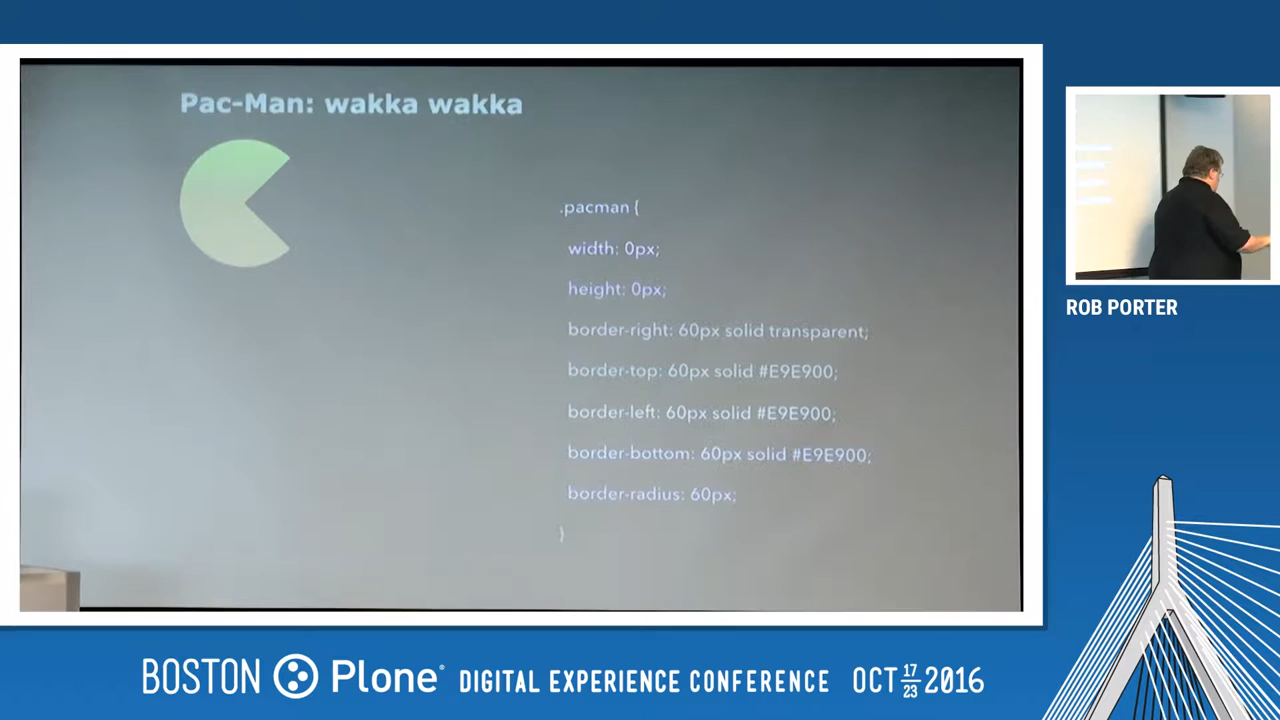 Pac-Man: wakka wakka
.pacman {
width: 0px;
height: 0px;
border-right: 60px solid transparent;
border-top: 60px solid #E9E900;
border-left: 60px solid #E9E900;
border-bottom: 60px solid #E9E900;
border-radius: 60px;
}
ROB PORTER
BOSTON Plone® DIGITAL EXPERIENCE CONFERENCE OCT 17/23 2016